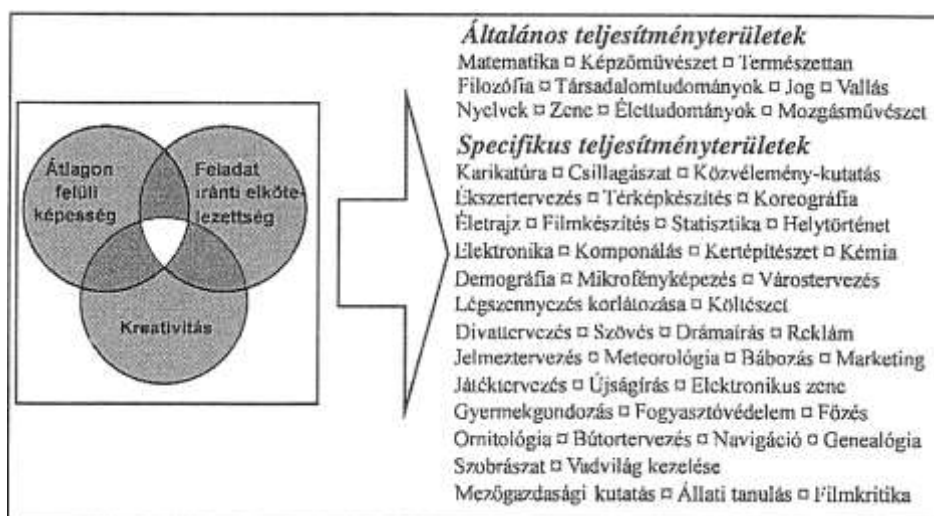 Átlagon
felüli
képesség
Feladat
iránti elköte-
lezettség
Kreativitás
Általános teljesítményterületek
Matematika ¤ Képzőművészet ¤ Természettan
Filozófia ¤ Társadalomtudományok ¤ Jog ¤ Vallás
Nyelvek ¤ Zene ¤ Élettudományok ¤ Mozgásművészet
Specifikus teljesítményterületek
Karikatúra ¤ Csillagászat ¤ Közvélemény-kutatás
Ékszertervezés ¤ Térképkészítés ¤ Koreográfia
Életrajz ¤ Filmkészítés ¤ Statisztika ¤ Helytörténet
Elektronika ¤ Komponálás ¤ Kertépítészet ¤ Kémia
Demográfia ¤ Mikrofényképezés ¤ Várostervezés
Légszennyezés korlátozása ¤ Költészet
Divattervezés ¤ Szövés ¤ Drámaírás ¤ Reklám
Jelmeztervezés ¤ Meteorológia ¤ Bábozás ¤ Marketing
Játéktervezés ¤ Újságírás ¤ Elektronikus zene
Gyermekgondozás ¤ Fogyasztóvédelem ¤ Főzés
Ornitológia ¤ Bútortervezés ¤ Navigáció ¤ Genealógia
Szobrászat ¤ Vadvilág kezelése
Mezőgazdasági kutatás ¤ Állati tanulás ¤ Filmkritika